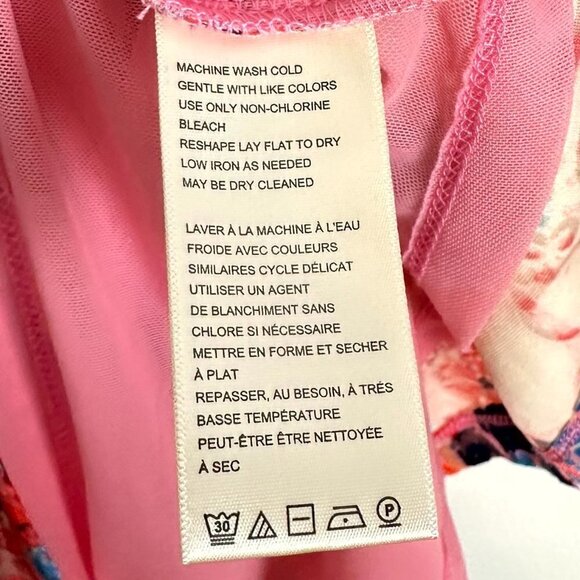 MACHINE WASH COLD
GENTLE WITH LIKE COLORS
USE ONLY NON-CHLORINE
BLEACH
RESHAPE LAY FLAT TO DRY
LOW IRON AS NEEDED
MAY BE DRY CLEANED
LAVER À LA MACHINE À L'EAU
FROIDE AVEC COULEURS
SIMILAIRES CYCLE DÉLICAT
UTILISER UN AGENT
DE BLANCHIMENT SANS
CHLORE SI NÉCESSAIRE
METTRE EN FORME ET SECHER
À PLAT
REPASSER, AU BESOIN, À TRÉS
BASSE TEMPÉRATURE
PEUT-ÊTRE ÊTRE NETTOYÉE
À SEC
30 P